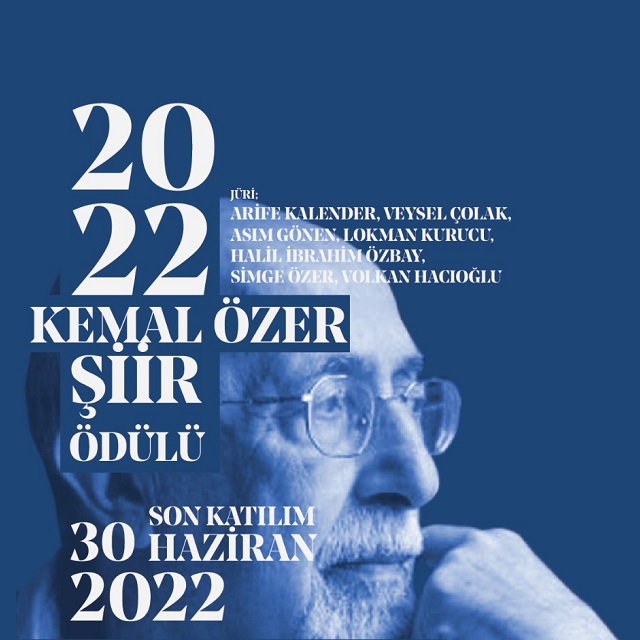 20
22
JÜRİ;
ARİFE KALENDER, VEYSEL ÇOLAK,
ASIM GÖNEN, LOKMAN KURUCU,
HALİL İBRAHİM ÖZBAY,
SİMGE ÖZER, VOLKAN HACIOĞLU
KEMAL ÖZER
ŞİİR
ÖDÜLÜ
SON KATILIM
30 HAZİRAN
2022